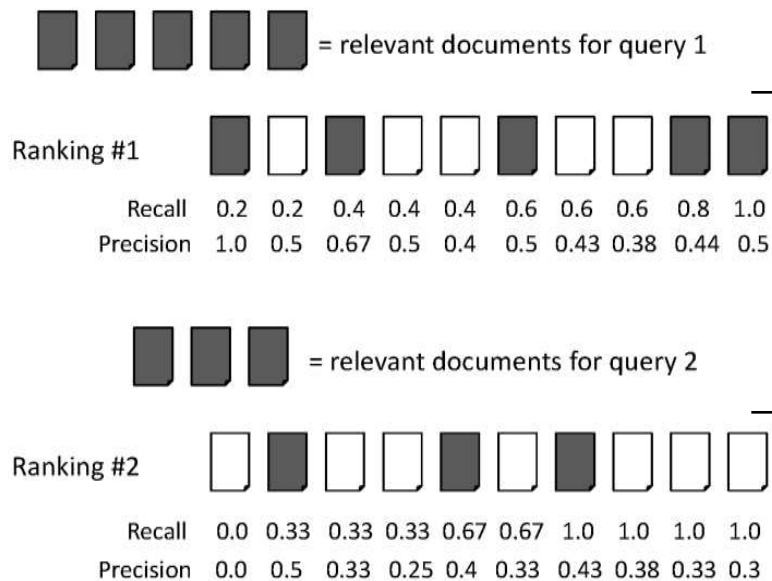 = relevant documents for query 1
Ranking #1
Recall 0.2 0.2 0.4 0.4 0.4 0.6 0.6 0.6 0.8 1.0
Precision 1.0 0.5 0.67 0.5 0.4 0.5 0.43 0.38 0.44 0.5
= relevant documents for query 2
Ranking #2
Recall 0.0 0.33 0.33 0.33 0.67 0.67 1.0 1.0 1.0 1.0
Precision 0.0 0.5 0.33 0.25 0.4 0.33 0.43 0.38 0.33 0.3